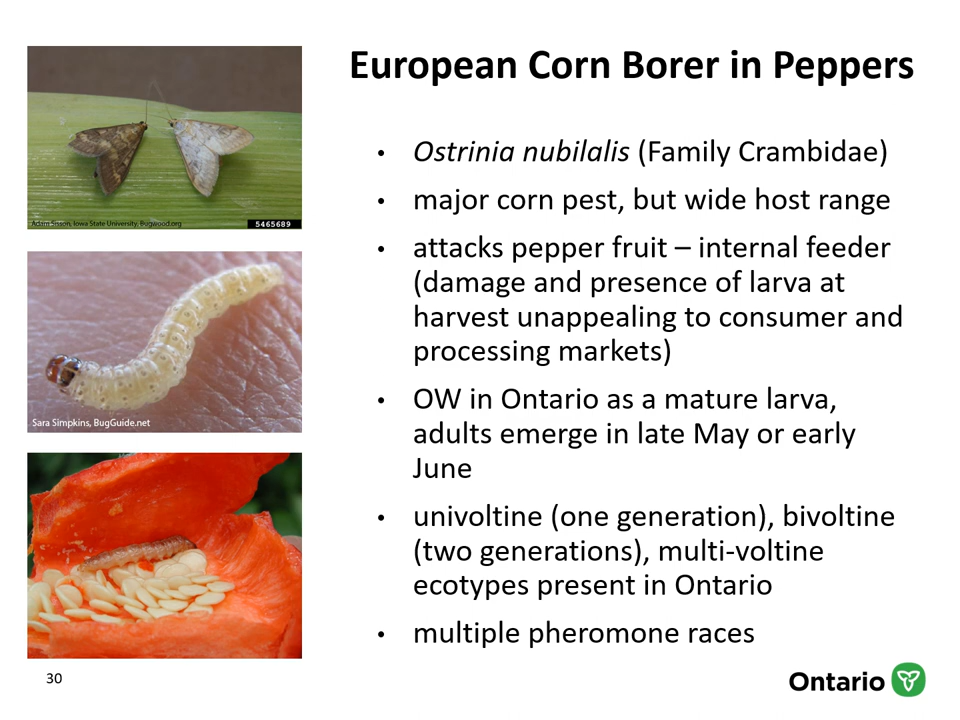 European Corn Borer in Peppers
Adam Sisson, Iowa State University, Bugwood.org
5465689
Sara Simpkins, BugGuide.net
• Ostrinia nubilalis (Family Crambidae)
• major corn pest, but wide host range
• attacks pepper fruit – internal feeder
(damage and presence of larva at
harvest unappealing to consumer and
processing markets)
• OW in Ontario as a mature larva,
adults emerge in late May or early
June
• univoltine (one generation), bivoltine
(two generations), multi-voltine
ecotypes present in Ontario
• multiple pheromone races
30
Ontario